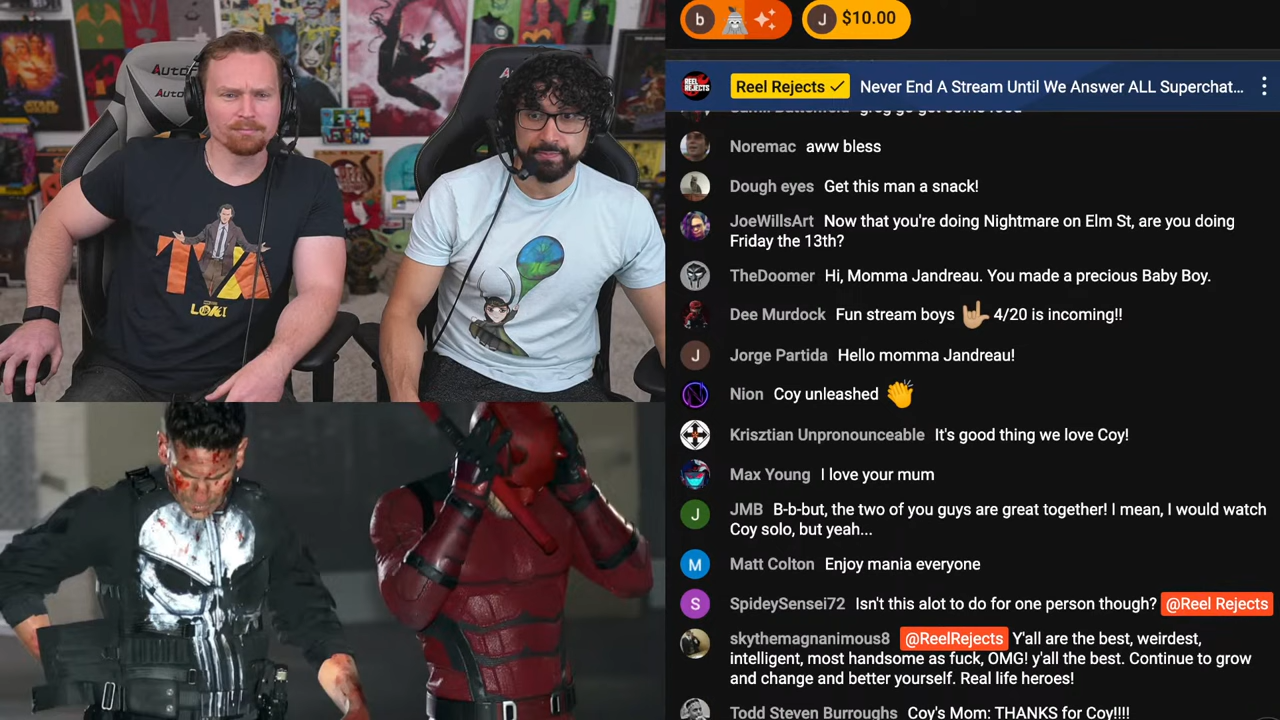 AutoF
Auto
TVA
LOKI
b
J $10.00
REEL REJECTS
Reel Rejects Never End A Stream Until We Answer ALL Superchat...
Noremac aww bless
Dough eyes Get this man a snack!
JoeWillsArt Now that you're doing Nightmare on Elm St, are you doing
Friday the 13th?
TheDoomer Hi, Momma Jandreau. You made a precious Baby Boy.
Dee Murdock Fun stream boys 🤟🏽 4/20 is incoming!!
J Jorge Partida Hello momma Jandreau!
Nion Coy unleashed 👏
Krisztian Unpronounceable It's good thing we love Coy!
Max Young I love your mum
J JMB B-b-but, the two of you guys are great together! I mean, I would watch
Coy solo, but yeah...
M Matt Colton Enjoy mania everyone
S SpideySensei72 Isn't this alot to do for one person though? @Reel Rejects
skythemagnanimous8 @ReelRejects Y'all are the best, weirdest,
intelligent, most handsome as fuck, OMG! y'all the best. Continue to grow
and change and better yourself. Real life heroes!
Todd Steven Burroughs Coy's Mom: THANKS for Coy!!!!